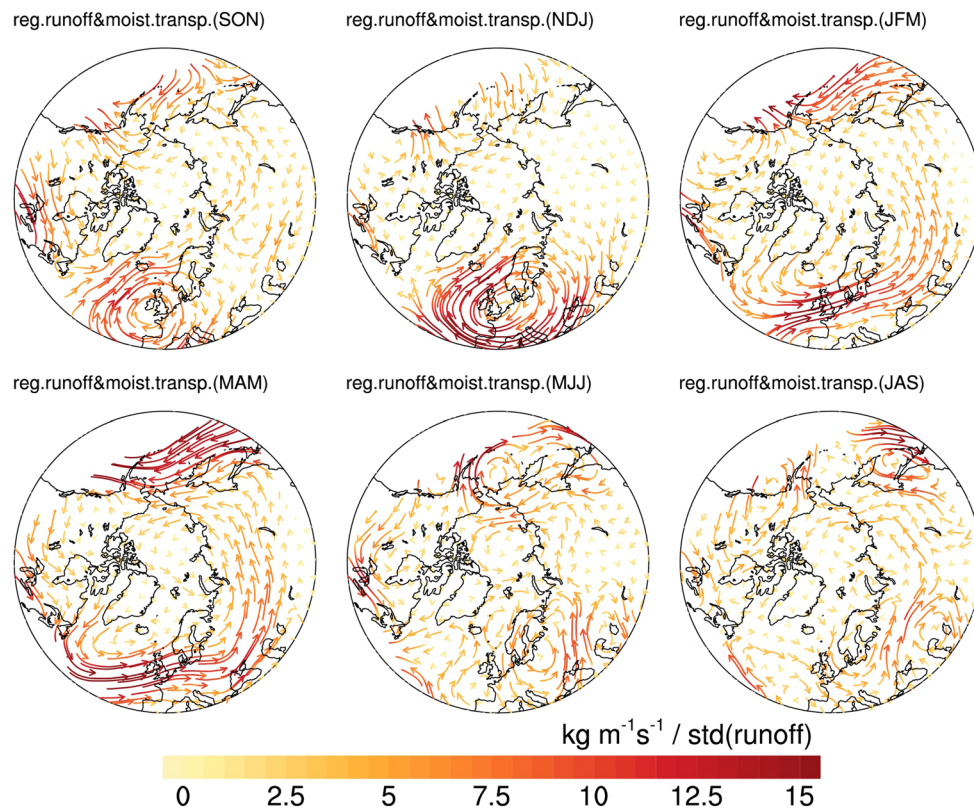 reg.runoff&moist.transp.(SON)
reg.runoff&moist.transp.(NDJ)
reg.runoff&moist.transp.(JFM)
reg.runoff&moist.transp.(MAM)
reg.runoff&moist.transp.(MJJ)
reg.runoff&moist.transp.(JAS)
kg m⁻¹s⁻¹ / std(runoff)
0 2.5 5 7.5 10 12.5 15